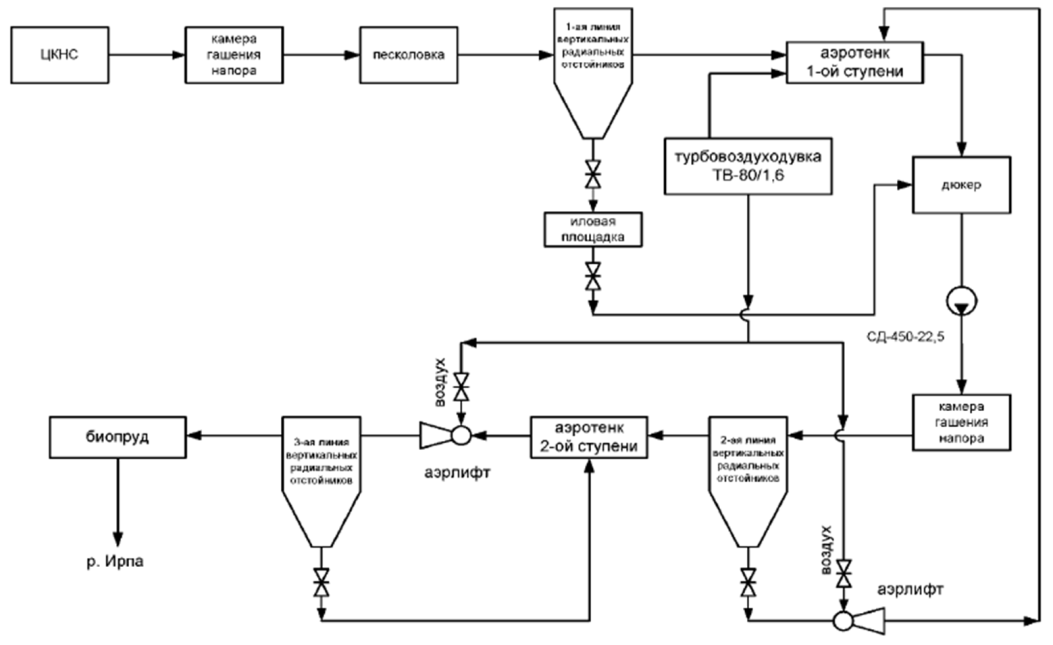 ЦКНС
камера
гашения
напора
песколовка
1-ая линия
вертикальных
радиальных
отстойников
аэротенк
1-ой ступени
турбовоздуходувка
ТВ-80/1,6
дюкер
иловая
площадка
СД-450-22,5
воздух
камера
гашения
напора
биопруд
3-ая линия
вертикальных
радиальных
отстойников
аэрлифт
аэротенк
2-ой ступени
2-ая линия
вертикальных
радиальных
отстойников
р. Ирпа
воздух
аэрлифт